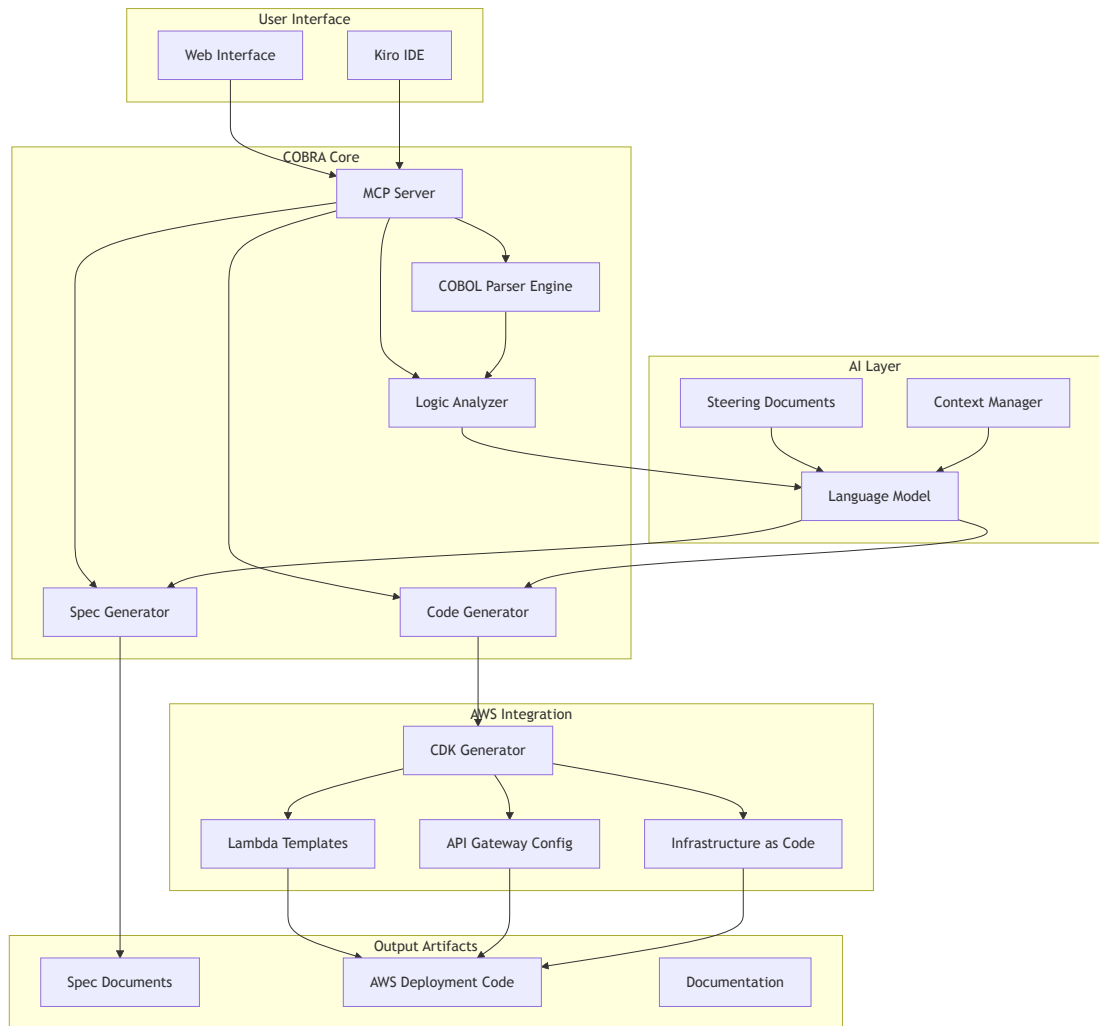 User Interface
Web Interface
Kiro IDE
COBRA Core
MCP Server
COBOL Parser Engine
Logic Analyzer
AI Layer
Steering Documents
Context Manager
Language Model
Spec Generator
Code Generator
AWS Integration
CDK Generator
Lambda Templates
API Gateway Config
Infrastructure as Code
Output Artifacts
Spec Documents
AWS Deployment Code
Documentation